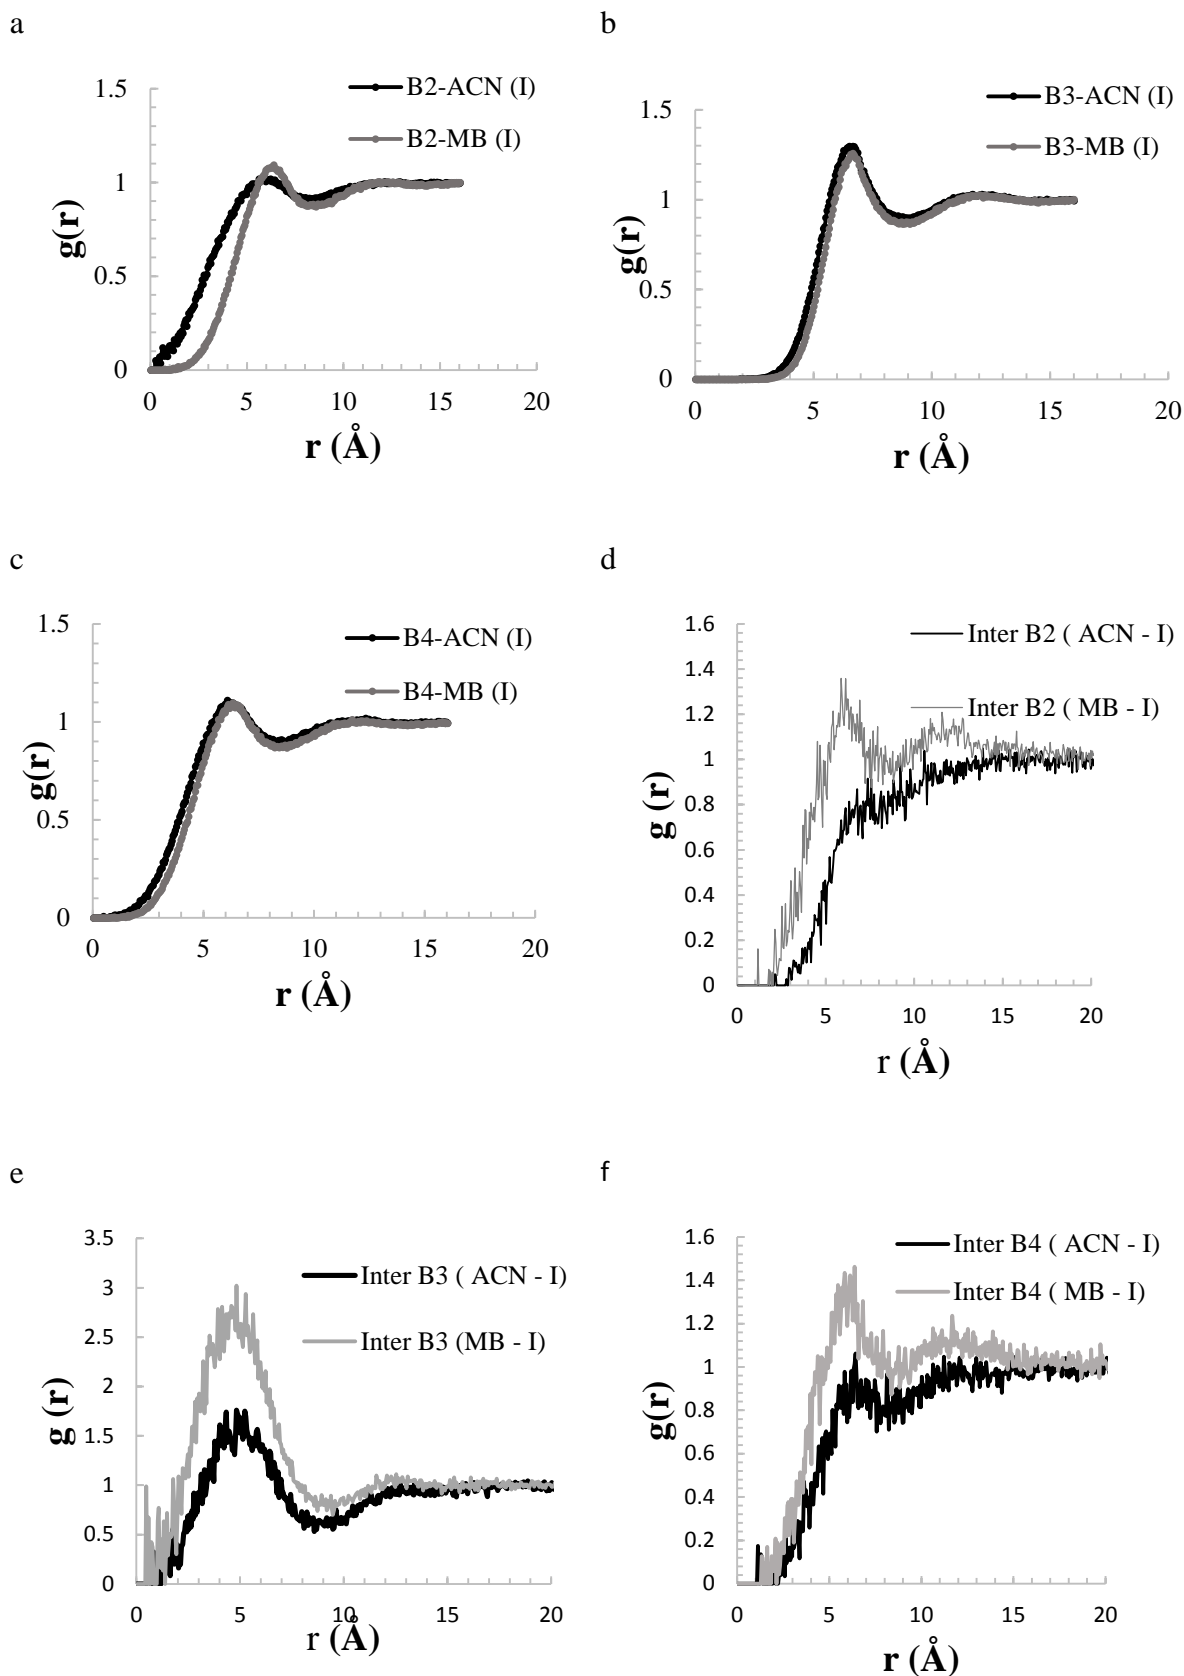 a
B2-ACN (I)
B2-MB (I)
1.5
1
0.5
0
g(r)
0 5 10 15 20
r (Å)
b
B3-ACN (I)
B3-MB (I)
1.5
1
0.5
0
g(r)
0 5 10 15 20
r (Å)
c
B4-ACN (I)
B4-MB (I)
1.5
1
0.5
0
g(r)
0 5 10 15 20
r (Å)
d
Inter B2 ( ACN - I)
Inter B2 ( MB - I)
1.6
1.4
1.2
1
0.8
0.6
0.4
0.2
0
g (r)
0 5 10 15 20
r (Å)
e
Inter B3 ( ACN - I)
Inter B3 (MB - I)
3.5
3
2.5
2
1.5
1
0.5
0
g (r)
0 5 10 15 20
r (Å)
f
Inter B4 ( ACN - I)
Inter B4 ( MB - I)
1.6
1.4
1.2
1
0.8
0.6
0.4
0.2
0
g(r)
0 5 10 15 20
r (Å)